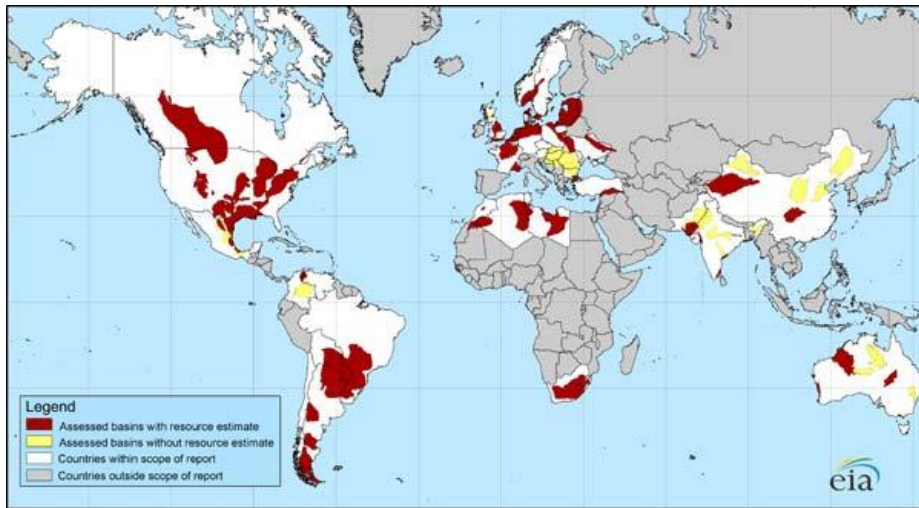 Legend
Assessed basins with resource estimate
Assessed basins without resource estimate
Countries within scope of report
Countries outside scope of report
eia